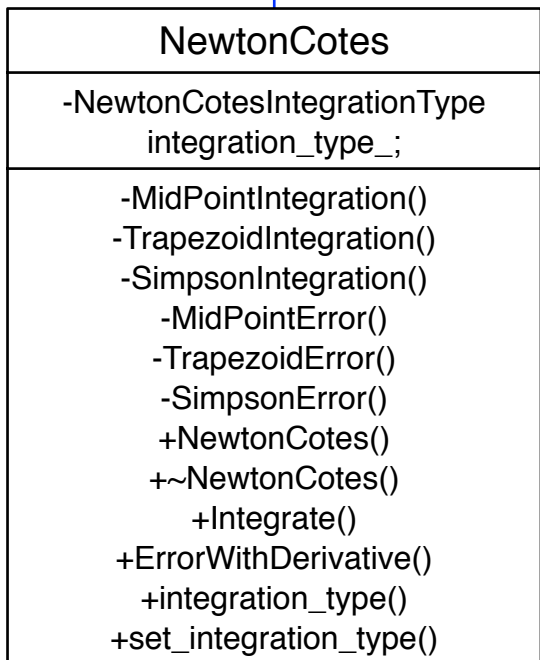 NewtonCotes
-NewtonCotesIntegrationType
integration_type_;
-MidPointIntegration()
-TrapezoidIntegration()
-SimpsonIntegration()
-MidPointError()
-TrapezoidError()
-SimpsonError()
+NewtonCotes()
+~NewtonCotes()
+Integrate()
+ErrorWithDerivative()
+integration_type()
+set_integration_type()